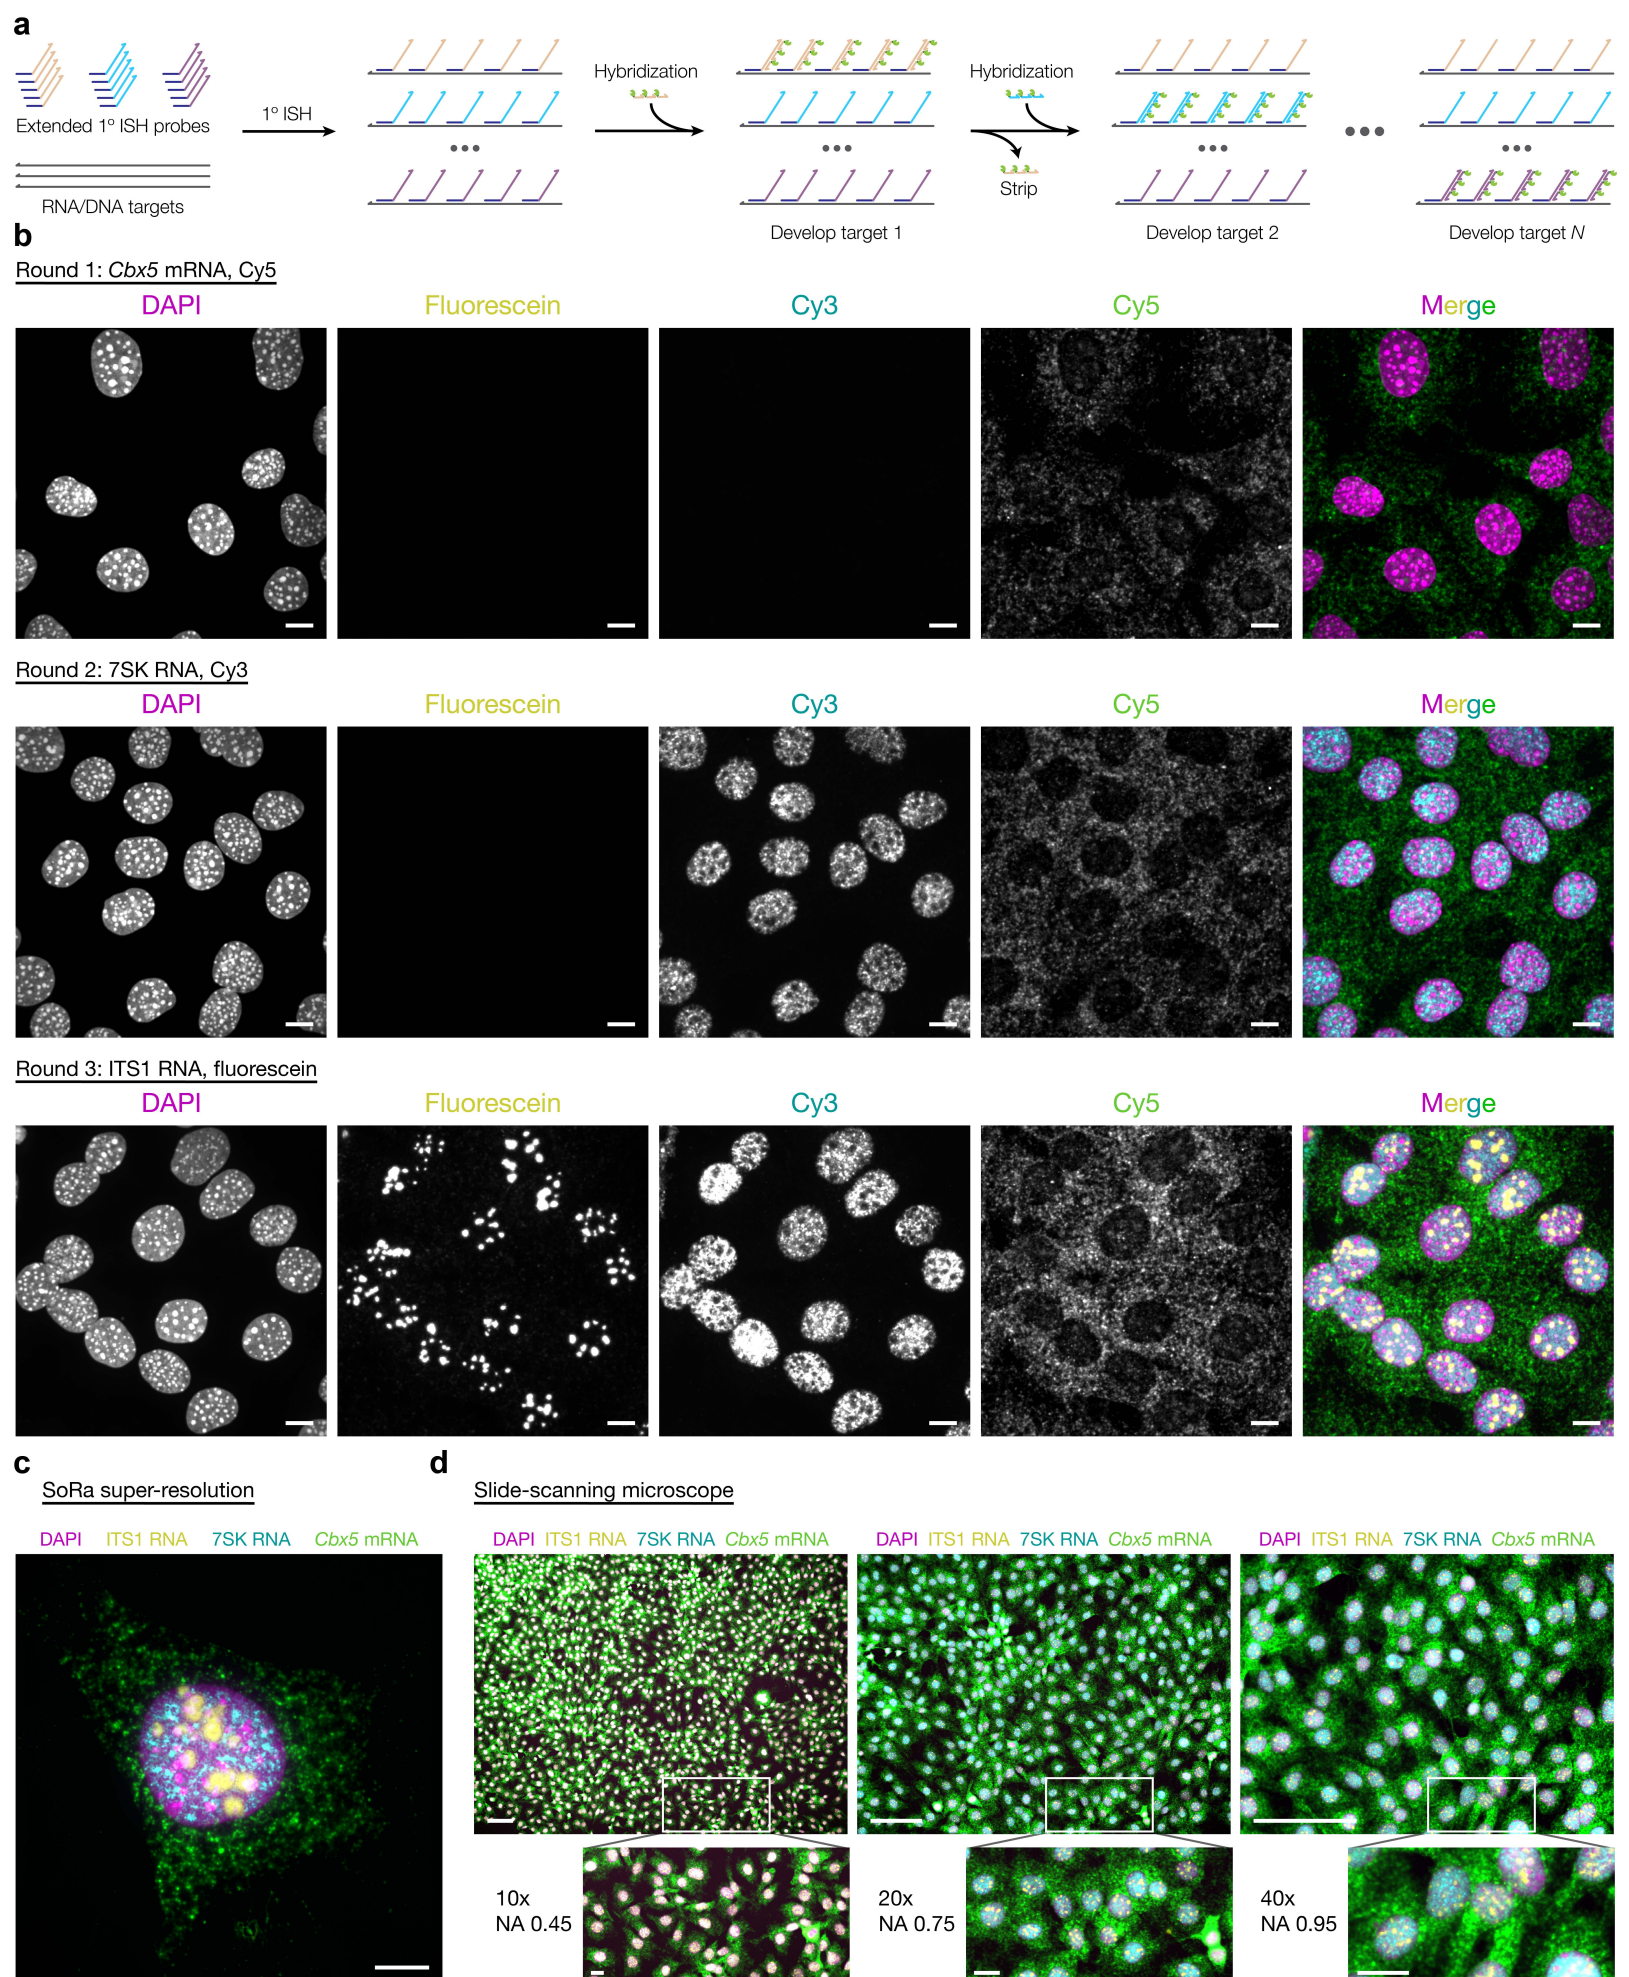 a
Extended 1º ISH probes
RNA/DNA targets
1º ISH
Hybridization
Develop target 1
Hybridization
Strip
Develop target 2
Develop target N
b
Round 1: Cbx5 mRNA, Cy5
DAPI Fluorescein Cy3 Cy5 Merge
Round 2: 7SK RNA, Cy3
DAPI Fluorescein Cy3 Cy5 Merge
Round 3: ITS1 RNA, fluorescein
DAPI Fluorescein Cy3 Cy5 Merge
c
SoRa super-resolution
DAPI ITS1 RNA 7SK RNA Cbx5 mRNA
d
Slide-scanning microscope
DAPI ITS1 RNA 7SK RNA Cbx5 mRNA
DAPI ITS1 RNA 7SK RNA Cbx5 mRNA
DAPI ITS1 RNA 7SK RNA Cbx5 mRNA
10x
NA 0.45
20x
NA 0.75
40x
NA 0.95